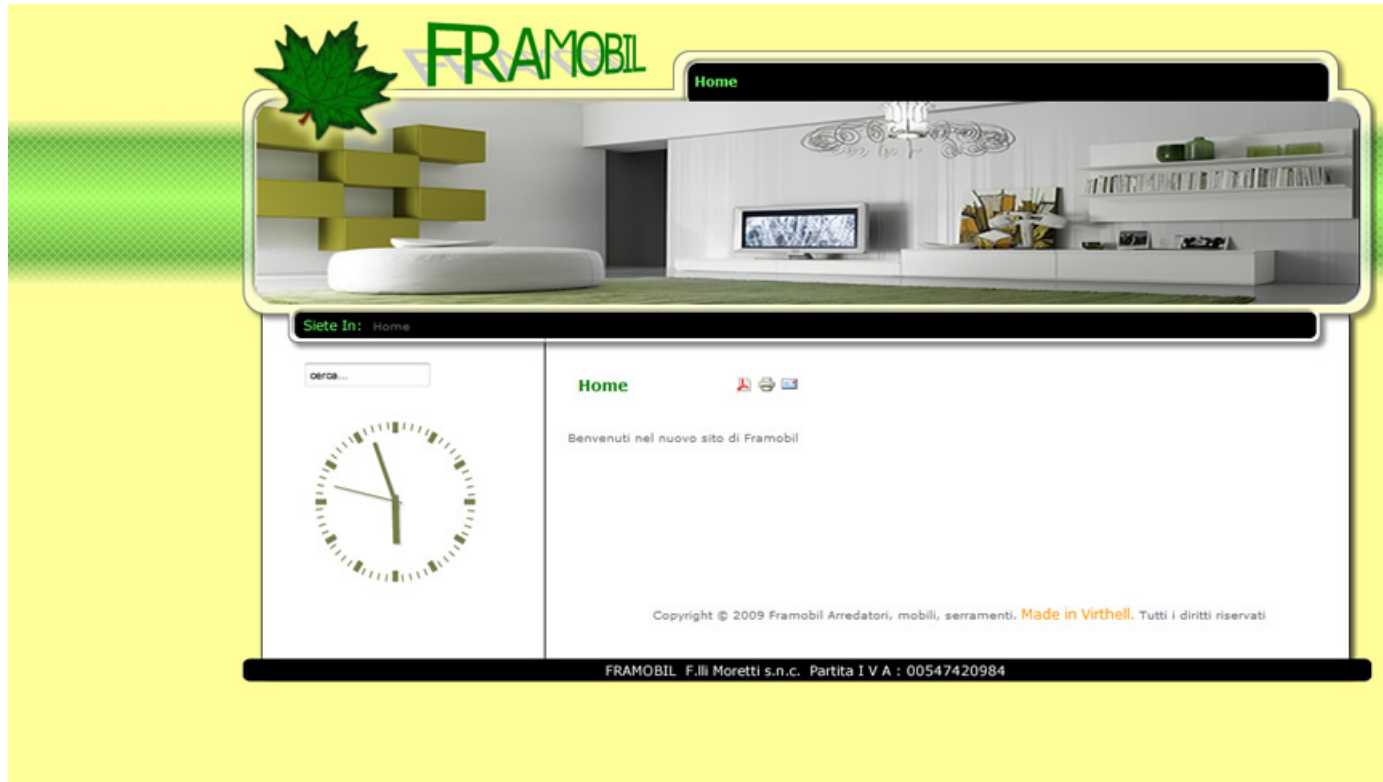 FRAMOBIL
Home
Siete In: Home
cerca...
Home
Benvenuti nel nuovo sito di Framobil
Copyright © 2009 Framobil Arredatori, mobili, serramenti. Made in Virthell. Tutti i diritti riservati
FRAMOBIL F.lli Moretti s.n.c. Partita I V A : 00547420984